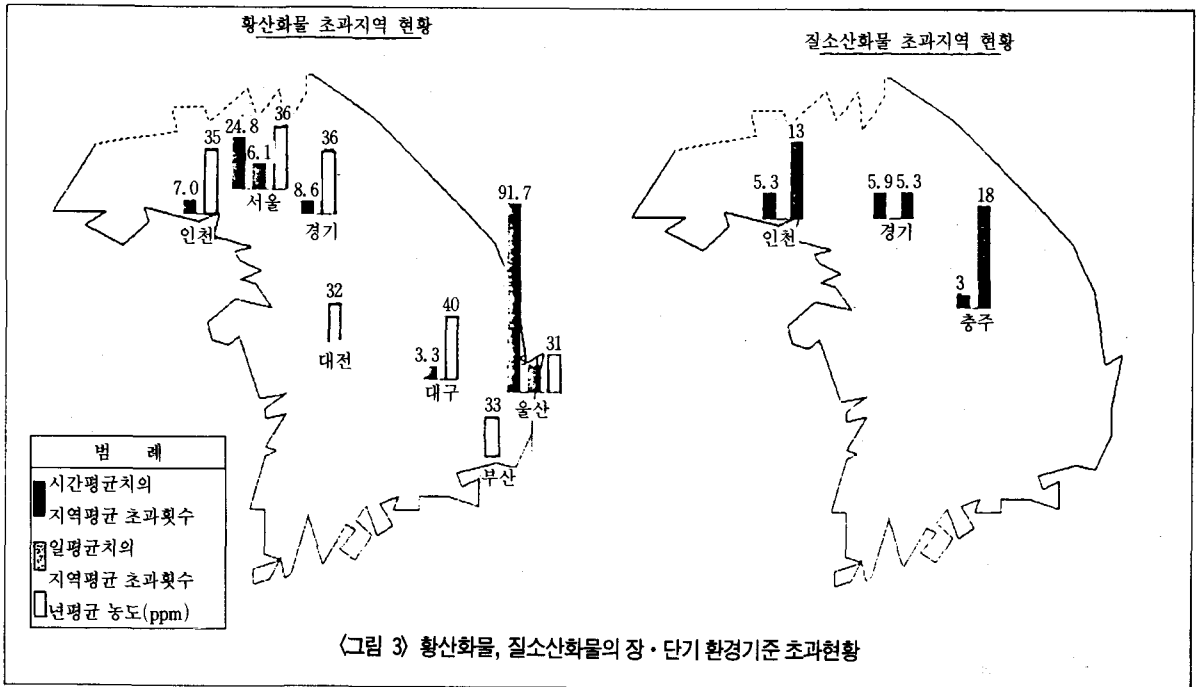 황산화물 초과지역 현황
질소산화물 초과지역 현황
35
7.0
인천
24.8
6.1
36
서울
8.6
36
경기
32
대전
3.3
40
대구
91.7
31
울산
33
부산
범 례
시간평균치의
지역평균 초과횟수
일평균치의
지역평균 초과횟수
년평균 농도(ppm)
5.3
13
인천
5.9
5.3
경기
3
18
충주
〈그림 3〉 황산화물, 질소산화물의 장·단기 환경기준 초과현황